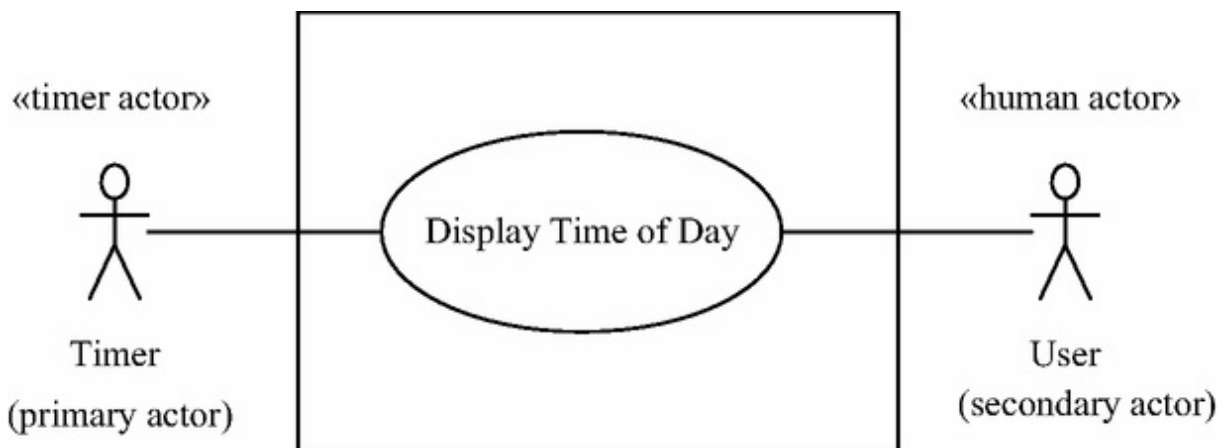 «timer actor»
Timer
(primary actor)
Display Time of Day
«human actor»
User
(secondary actor)